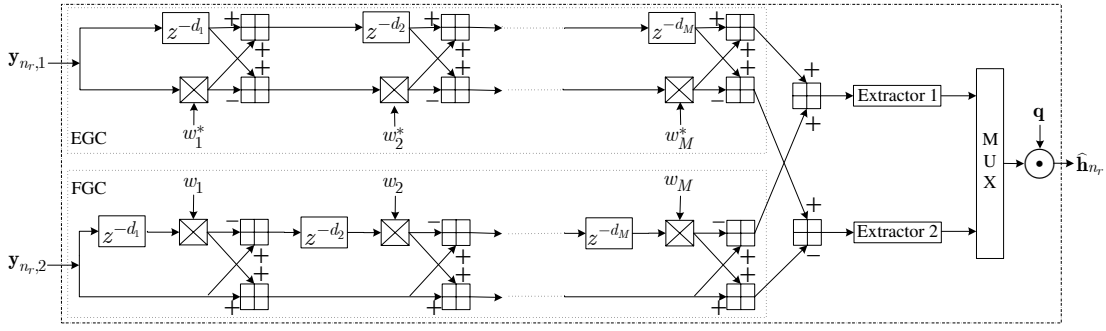 z^{-d_1} + z^{-d_2} + z^{-d_M} +
+ + +
y_{n_r,1} + + + +
− − − + Extractor 1
w_1^* w_2^* w_M^* +
EGC
M U X
q
ĥ_{n_r}
FGC w_1 w_2 w_M
+
z^{-d_1} − z^{-d_2} − z^{-d_M} − Extractor 2
y_{n_r,2} + + + −
+ + +
+ + +